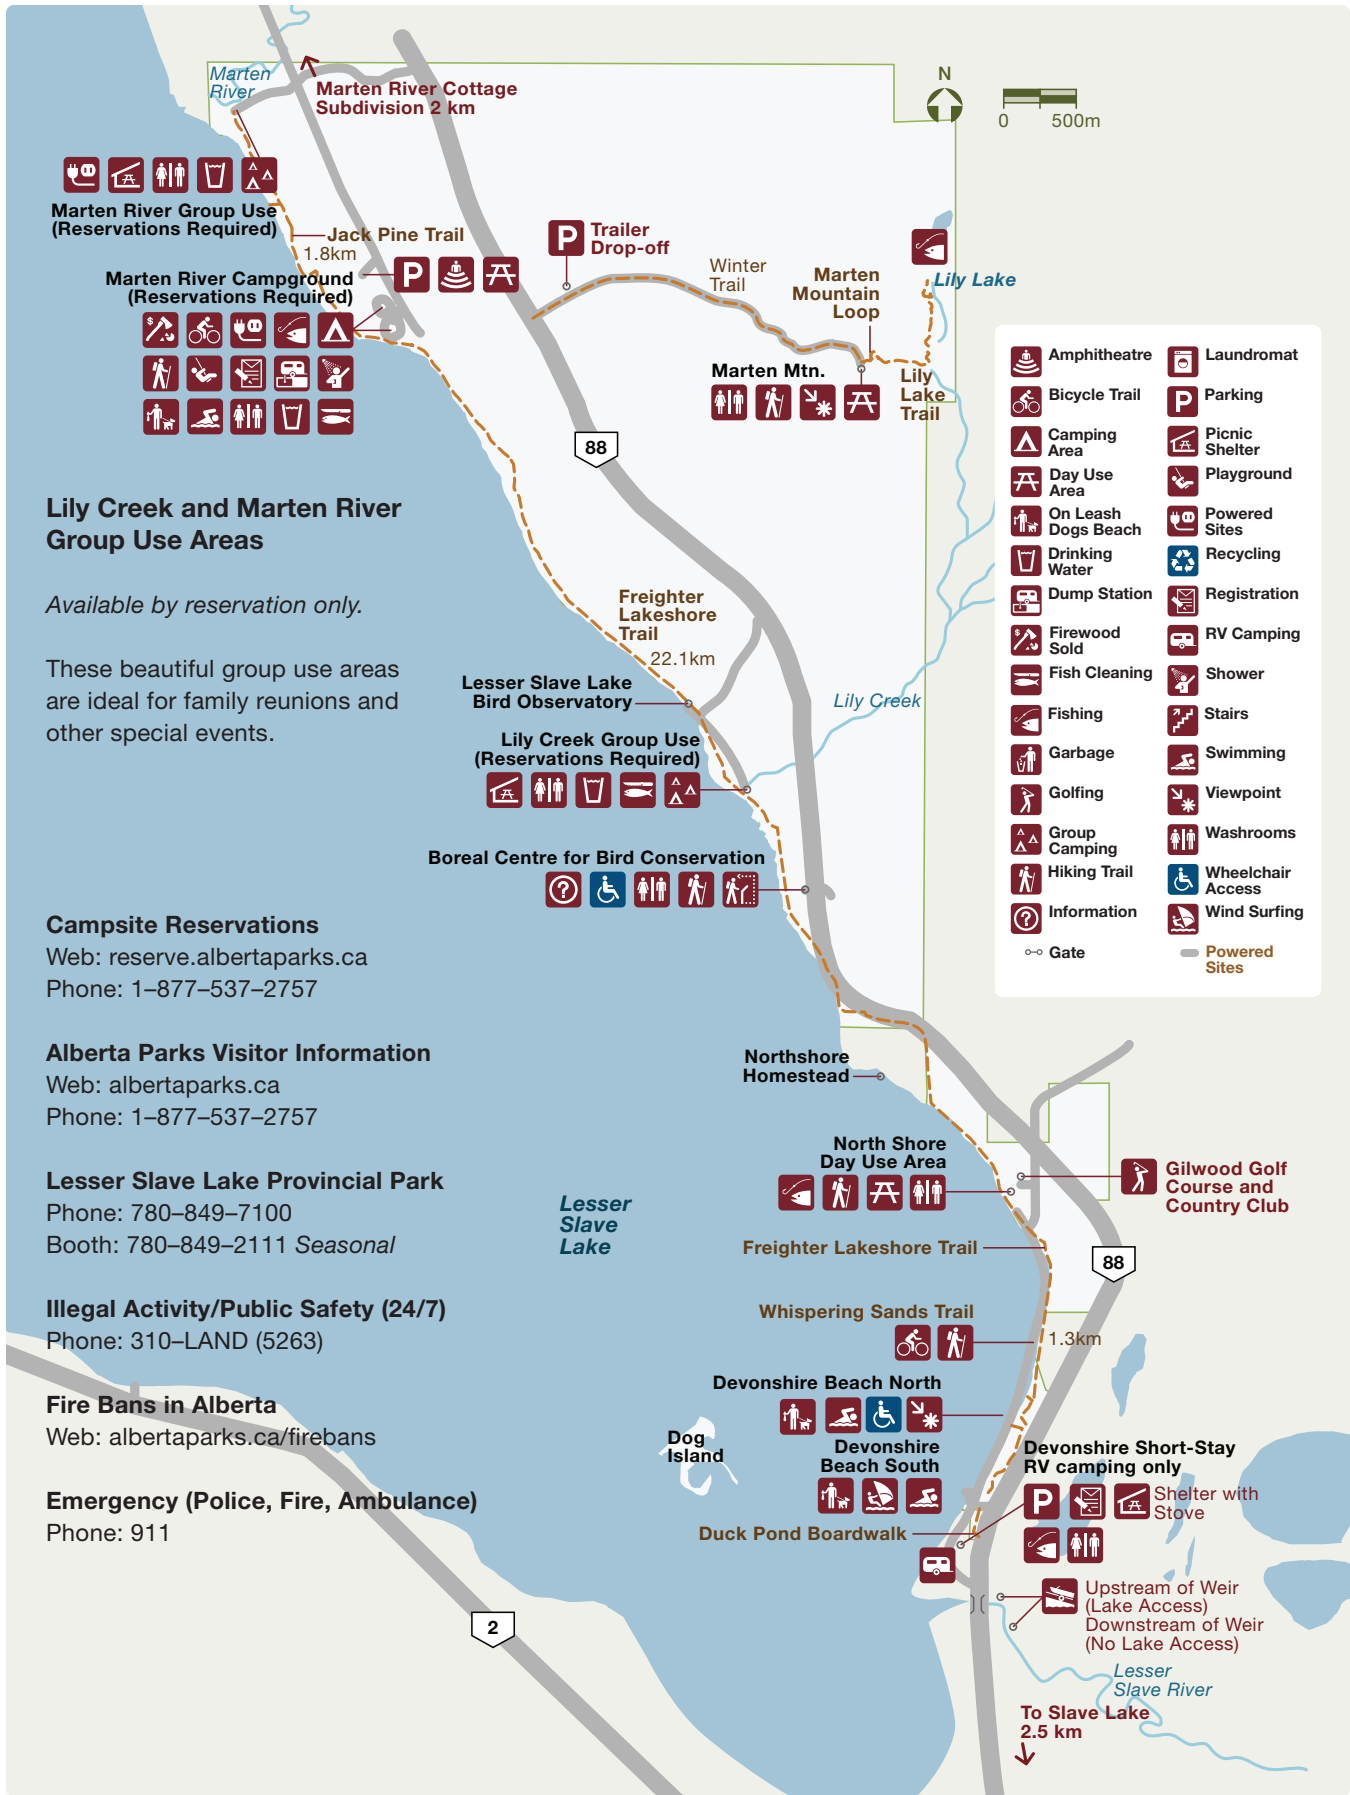 Marten
River
Marten River Cottage
Subdivision 2 km
N
0 500m
Marten River Group Use
(Reservations Required)
Jack Pine Trail
1.8km
P
Trailer
Drop-off
Winter
Trail
Marten
Mountain
Loop
Lily Lake
Marten River Campground
(Reservations Required)
P
$
Marten Mtn.
Lily
Lake
Trail
88
Lily Creek and Marten River
Group Use Areas
Available by reservation only.
These beautiful group use areas
are ideal for family reunions and
other special events.
Freighter
Lakeshore
Trail
22.1km
Lesser Slave Lake
Bird Observatory
Lily Creek
Lily Creek Group Use
(Reservations Required)
Boreal Centre for Bird Conservation
?
Amphitheatre
Bicycle Trail
Camping
Area
Day Use
Area
On Leash
Dogs Beach
Drinking
Water
Dump Station
$
Firewood
Sold
Fish Cleaning
Fishing
Garbage
Golfing
Group
Camping
Hiking Trail
?
Information
Gate
Laundromat
P
Parking
Picnic
Shelter
Playground
Powered
Sites
Recycling
Registration
RV Camping
Shower
Stairs
Swimming
Viewpoint
Washrooms
Wheelchair
Access
Wind Surfing
Powered
Sites
Campsite Reservations
Web: reserve.albertaparks.ca
Phone: 1–877–537–2757
Alberta Parks Visitor Information
Web: albertaparks.ca
Phone: 1–877–537–2757
Lesser Slave Lake Provincial Park
Phone: 780–849–7100
Booth: 780–849–2111 Seasonal
Illegal Activity/Public Safety (24/7)
Phone: 310–LAND (5263)
Fire Bans in Alberta
Web: albertaparks.ca/firebans
Emergency (Police, Fire, Ambulance)
Phone: 911
Northshore
Homestead
North Shore
Day Use Area
Gilwood Golf
Course and
Country Club
Lesser
Slave
Lake
Freighter Lakeshore Trail
88
Whispering Sands Trail
1.3km
Devonshire Beach North
Dog
Island
Devonshire
Beach South
Devonshire Short-Stay
RV camping only
P
Shelter with
Stove
Duck Pond Boardwalk
Upstream of Weir
(Lake Access)
Downstream of Weir
(No Lake Access)
2
Lesser
Slave River
To Slave Lake
2.5 km